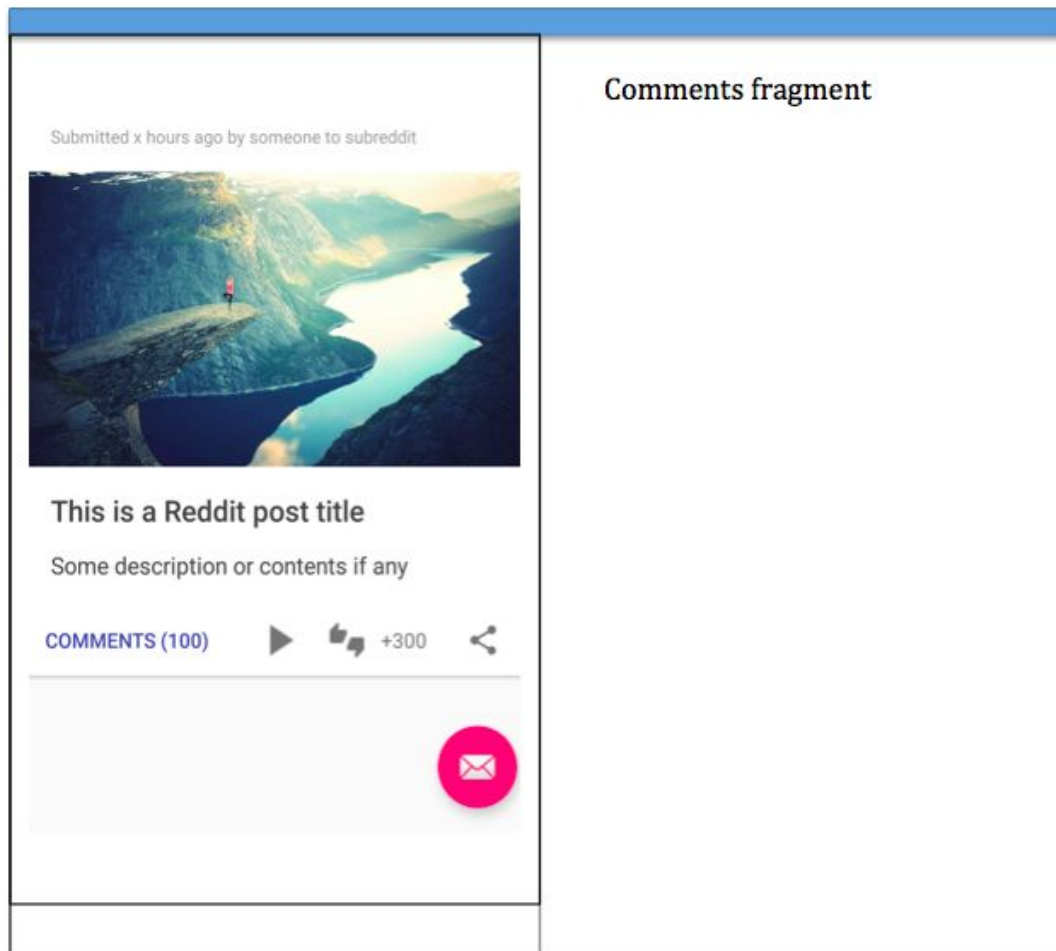 Comments fragment
Submitted x hours ago by someone to subreddit
This is a Reddit post title
Some description or contents if any
COMMENTS (100) +300